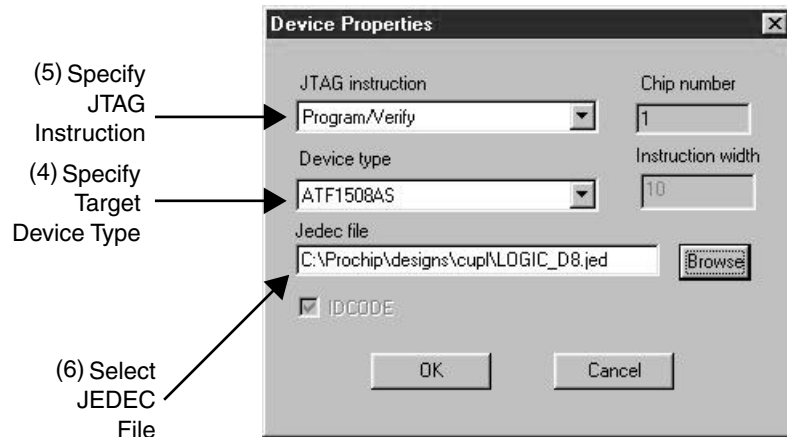 Device Properties
(5) Specify
JTAG
Instruction
JTAG instruction
Chip number
Program/Verify
1
(4) Specify
Target
Device Type
Device type
Instruction width
ATF1508AS
10
Jedec file
C:\Prochip\designs\cupl\LOGIC_D8.jed
Browse
IDCODE
(6) Select
JEDEC
File
OK
Cancel